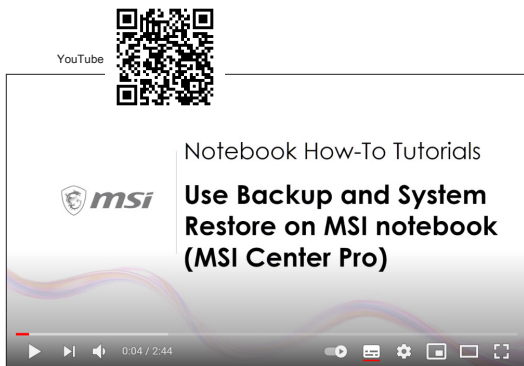 YouTube
Notebook How-To Tutorials
msi
Use Backup and System
Restore on MSI notebook
(MSI Center Pro)
0:04 / 2:44